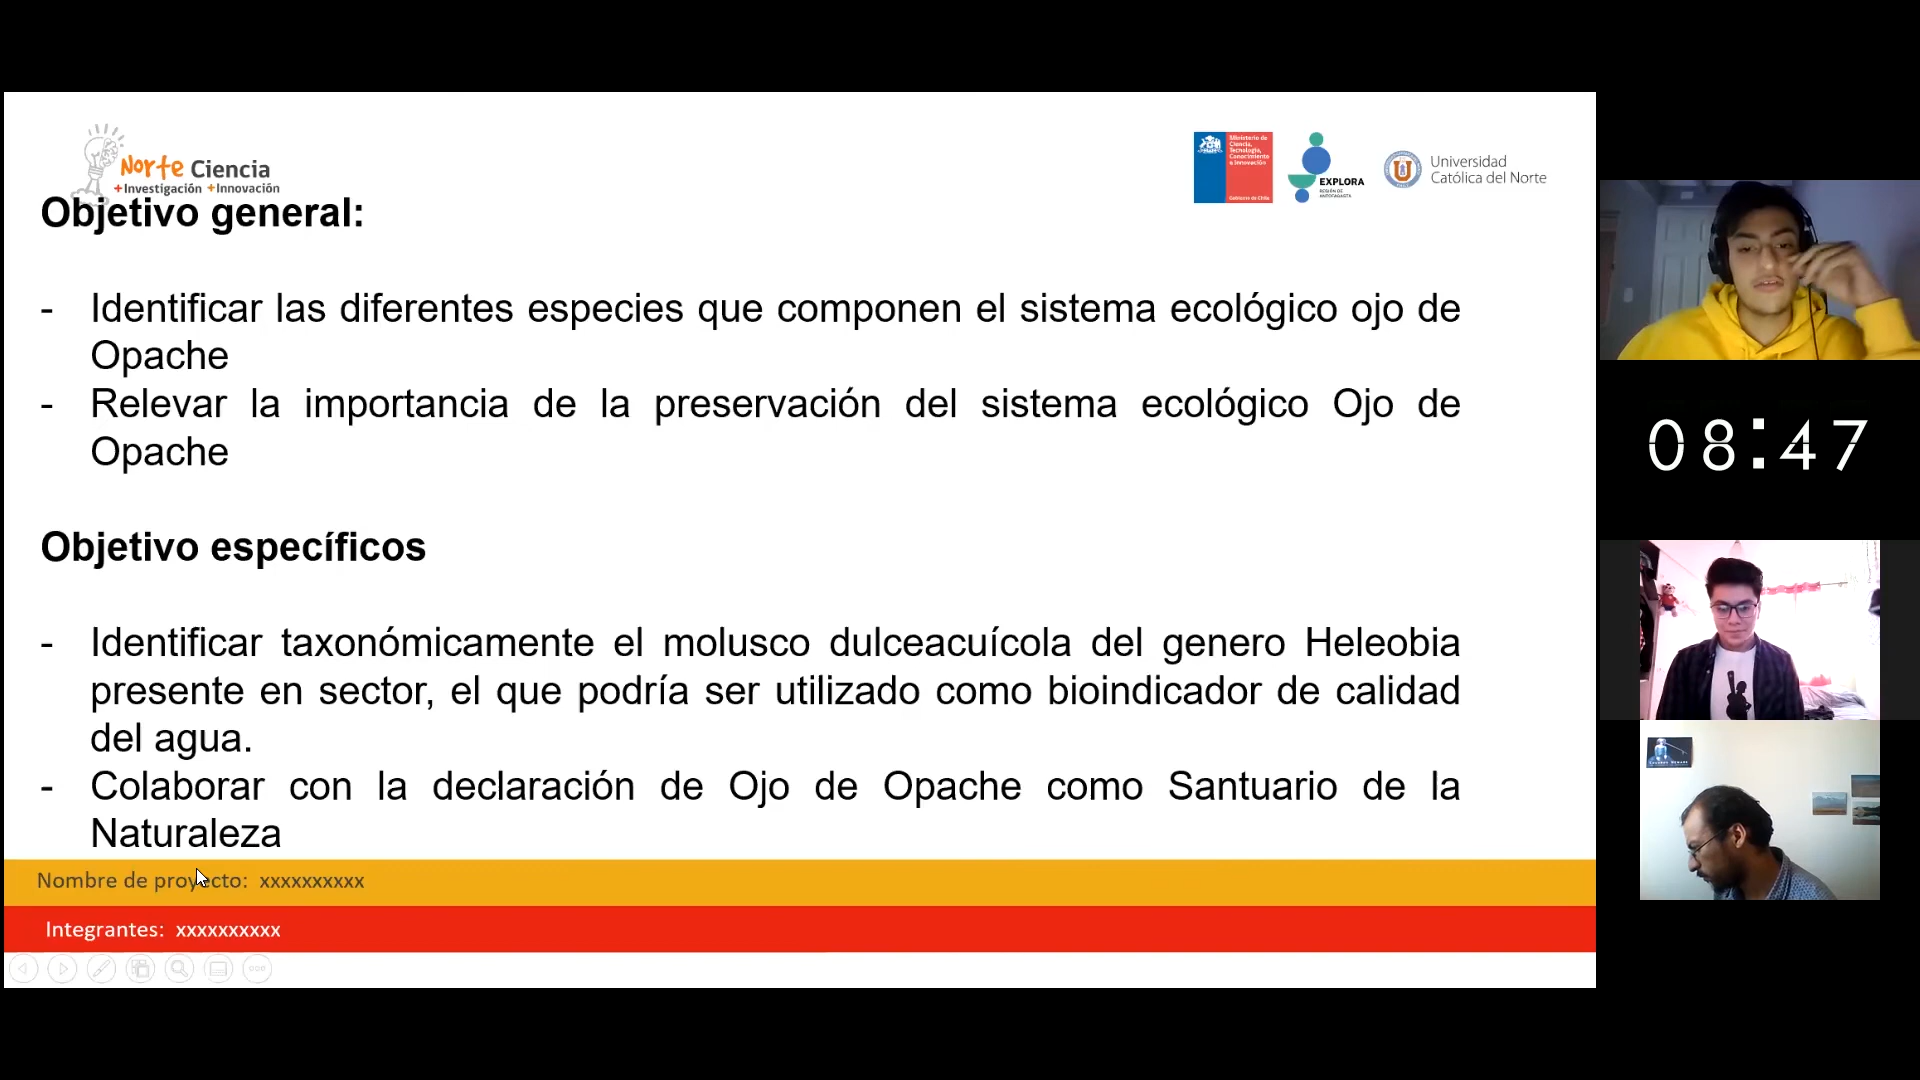 Norte Ciencia
+Investigación +Innovación
Ministerio de
Ciencia,
Tecnología,
Conocimiento
e Innovación
Gobierno de Chile
EXPLORA
REGIÓN DE
ANTOFAGASTA
Universidad
Católica del Norte
Objetivo general:
- Identificar las diferentes especies que componen el sistema ecológico ojo de
Opache
- Relevar la importancia de la preservación del sistema ecológico Ojo de
Opache
Objetivo específicos
- Identificar taxonómicamente el molusco dulceacuícola del genero Heleobia
presente en sector, el que podría ser utilizado como bioindicador de calidad
del agua.
- Colaborar con la declaración de Ojo de Opache como Santuario de la
Naturaleza
Nombre de proyecto: xxxxxxxxxx
Integrantes: xxxxxxxxxx
08:47